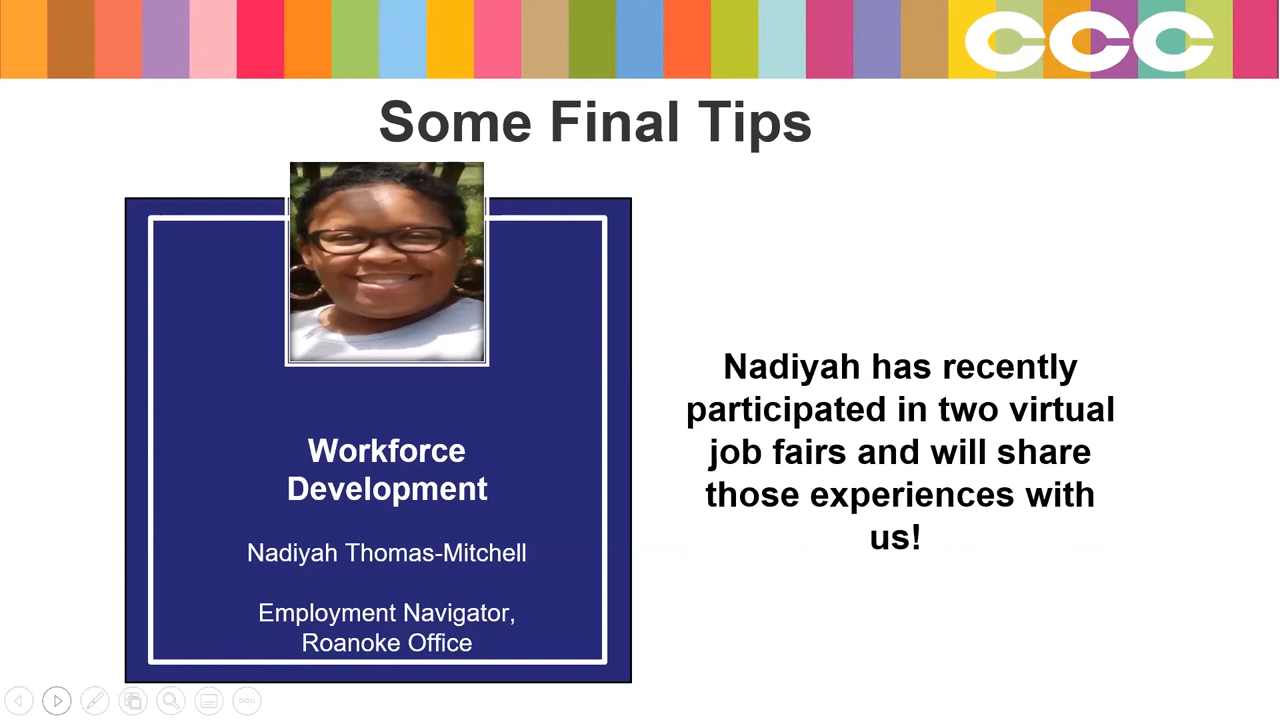 CCC
Some Final Tips
Workforce
Development
Nadiyah Thomas-Mitchell
Employment Navigator,
Roanoke Office
Nadiyah has recently
participated in two virtual
job fairs and will share
those experiences with
us!